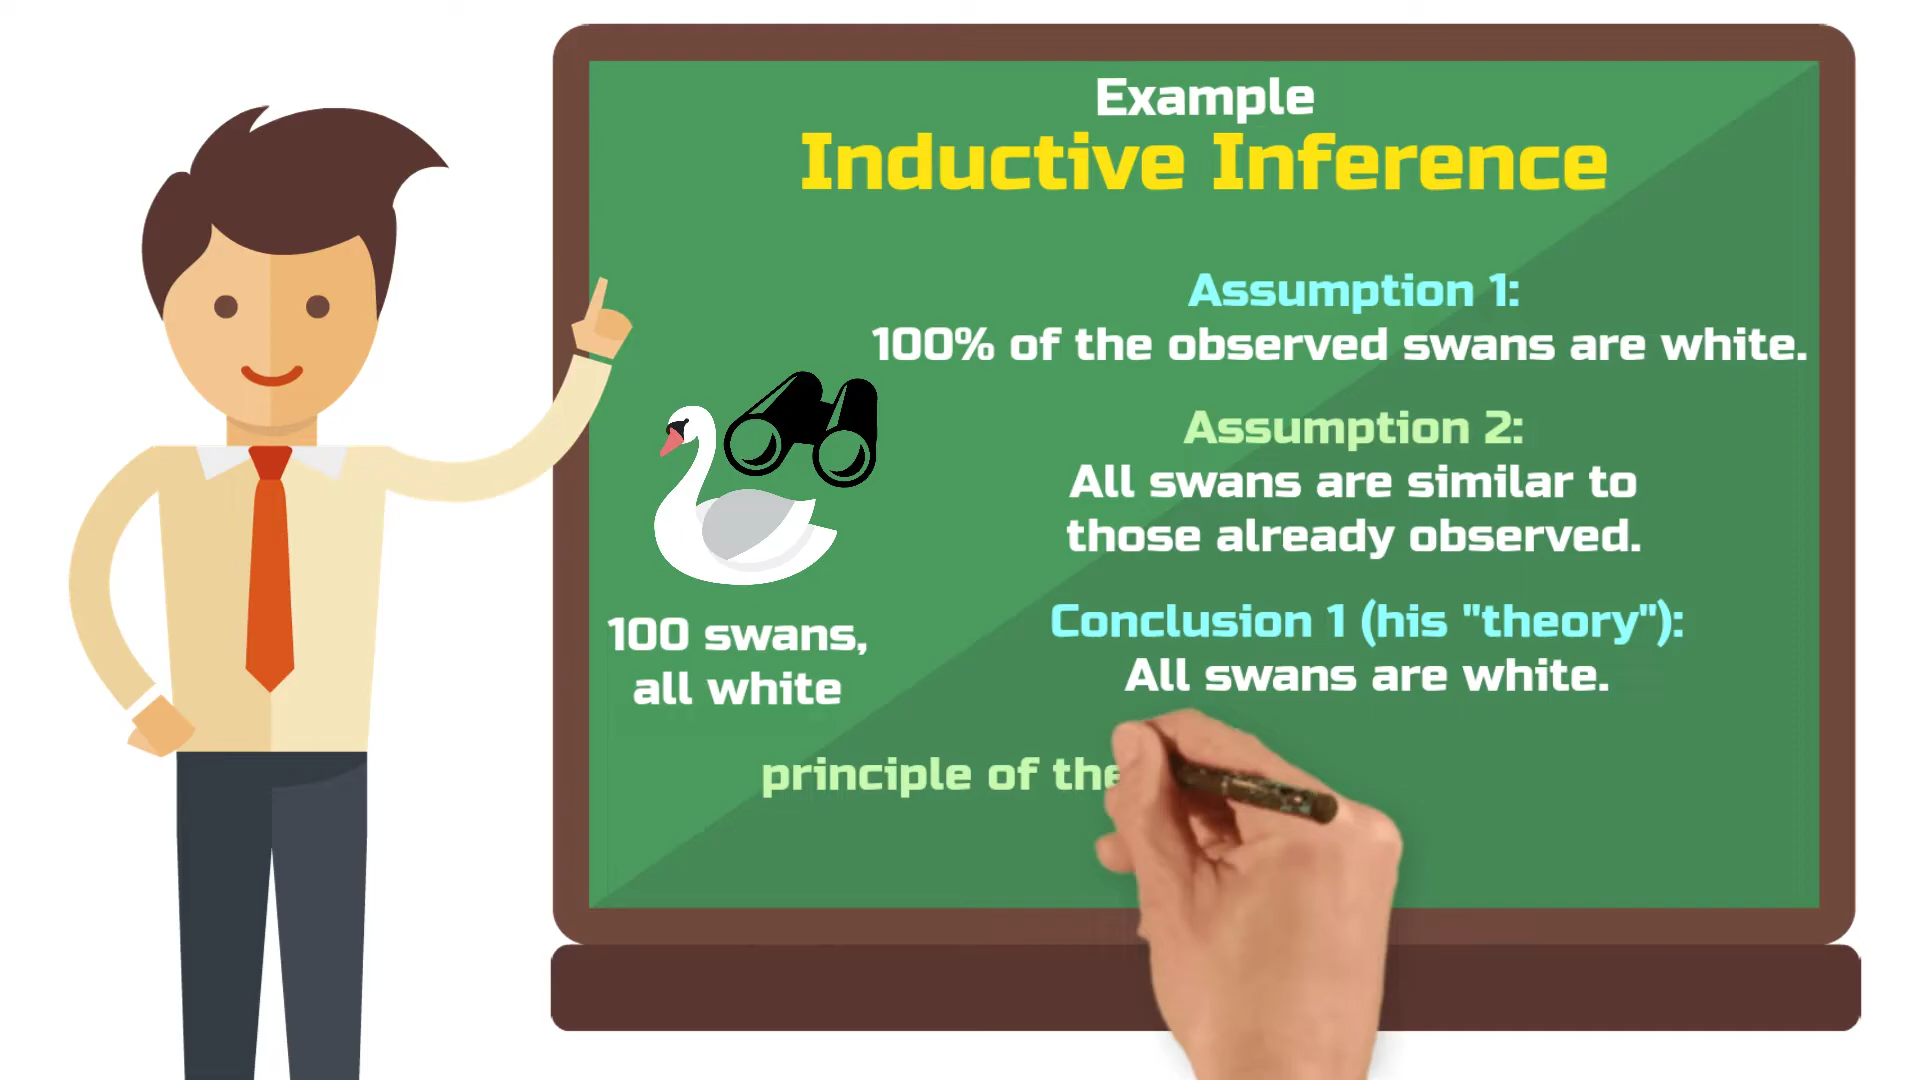 Example
Inductive Inference
Assumption 1:
100% of the observed swans are white.
Assumption 2:
All swans are similar to
those already observed.
100 swans,
all white
Conclusion 1 (his "theory"):
All swans are white.
principle of the